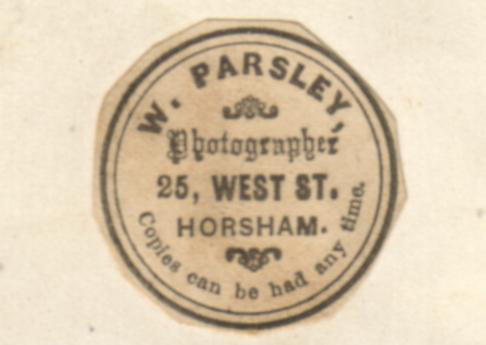 W. PARSLEY,
Photographer
25, WEST ST.
HORSHAM.
Copies can be had any time.